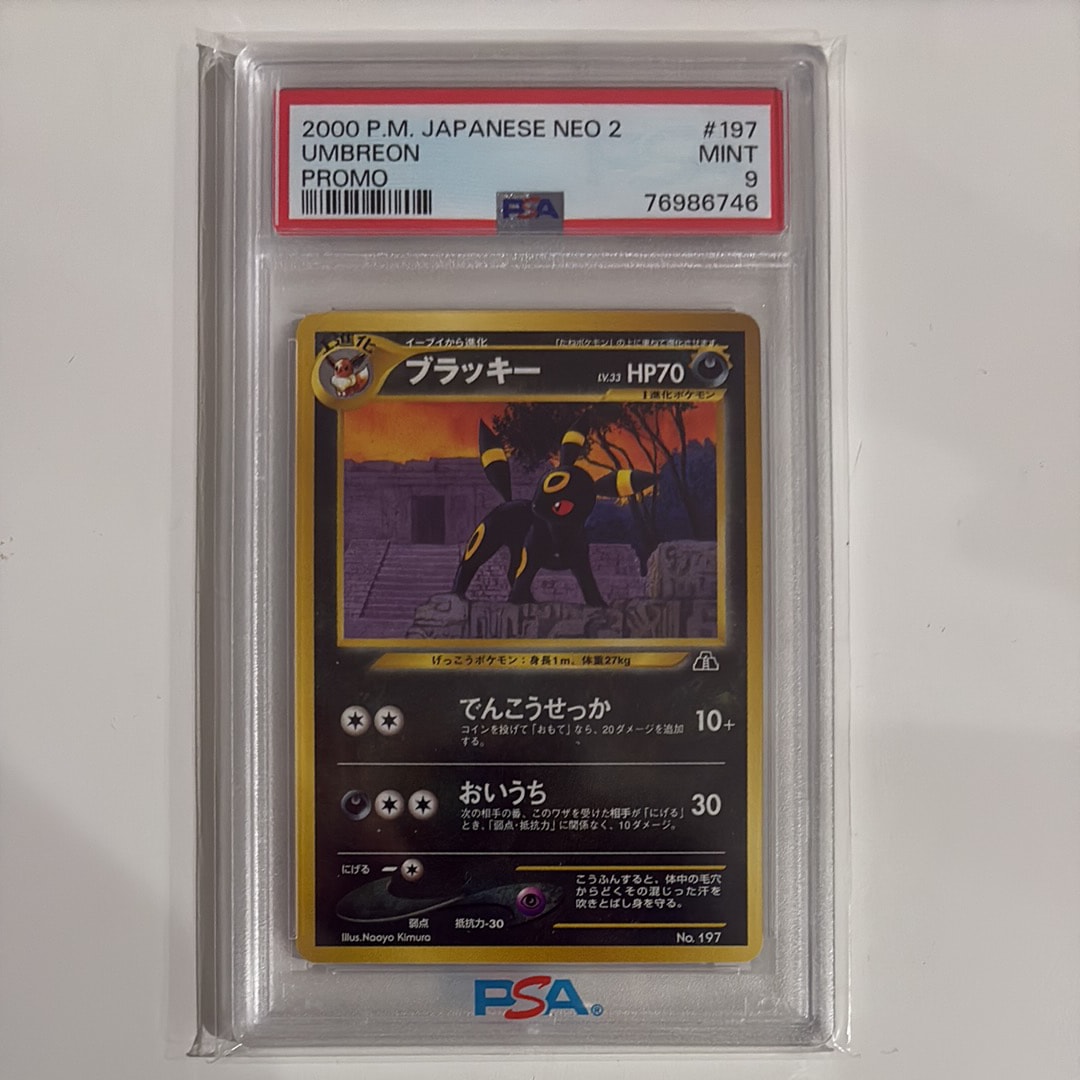 2000 P.M. JAPANESE NEO 2 #197
UMBREON MINT
PROMO 9
PSA 76986746
進化
イーブイから進化 「たねポケモン」の上に重ねて進化させます。
ブラッキー LV.33 HP70
1進化ポケモン
げっこうポケモン：身長1m、体重27kg
でんこうせっか 10+
コインを投げて「おもて」なら、20ダメージを追加
する。
おいうち 30
次の相手の番、このワザを受けた相手が「にげる」
とき、「弱点・抵抗力」に関係なく、10ダメージ。
にげる
こうふんすると、体中の毛穴
からどくその混じった汗を
吹きとばし身を守る。
弱点 抵抗力-30
Illus.Naoyo Kimura No. 197
PSA®